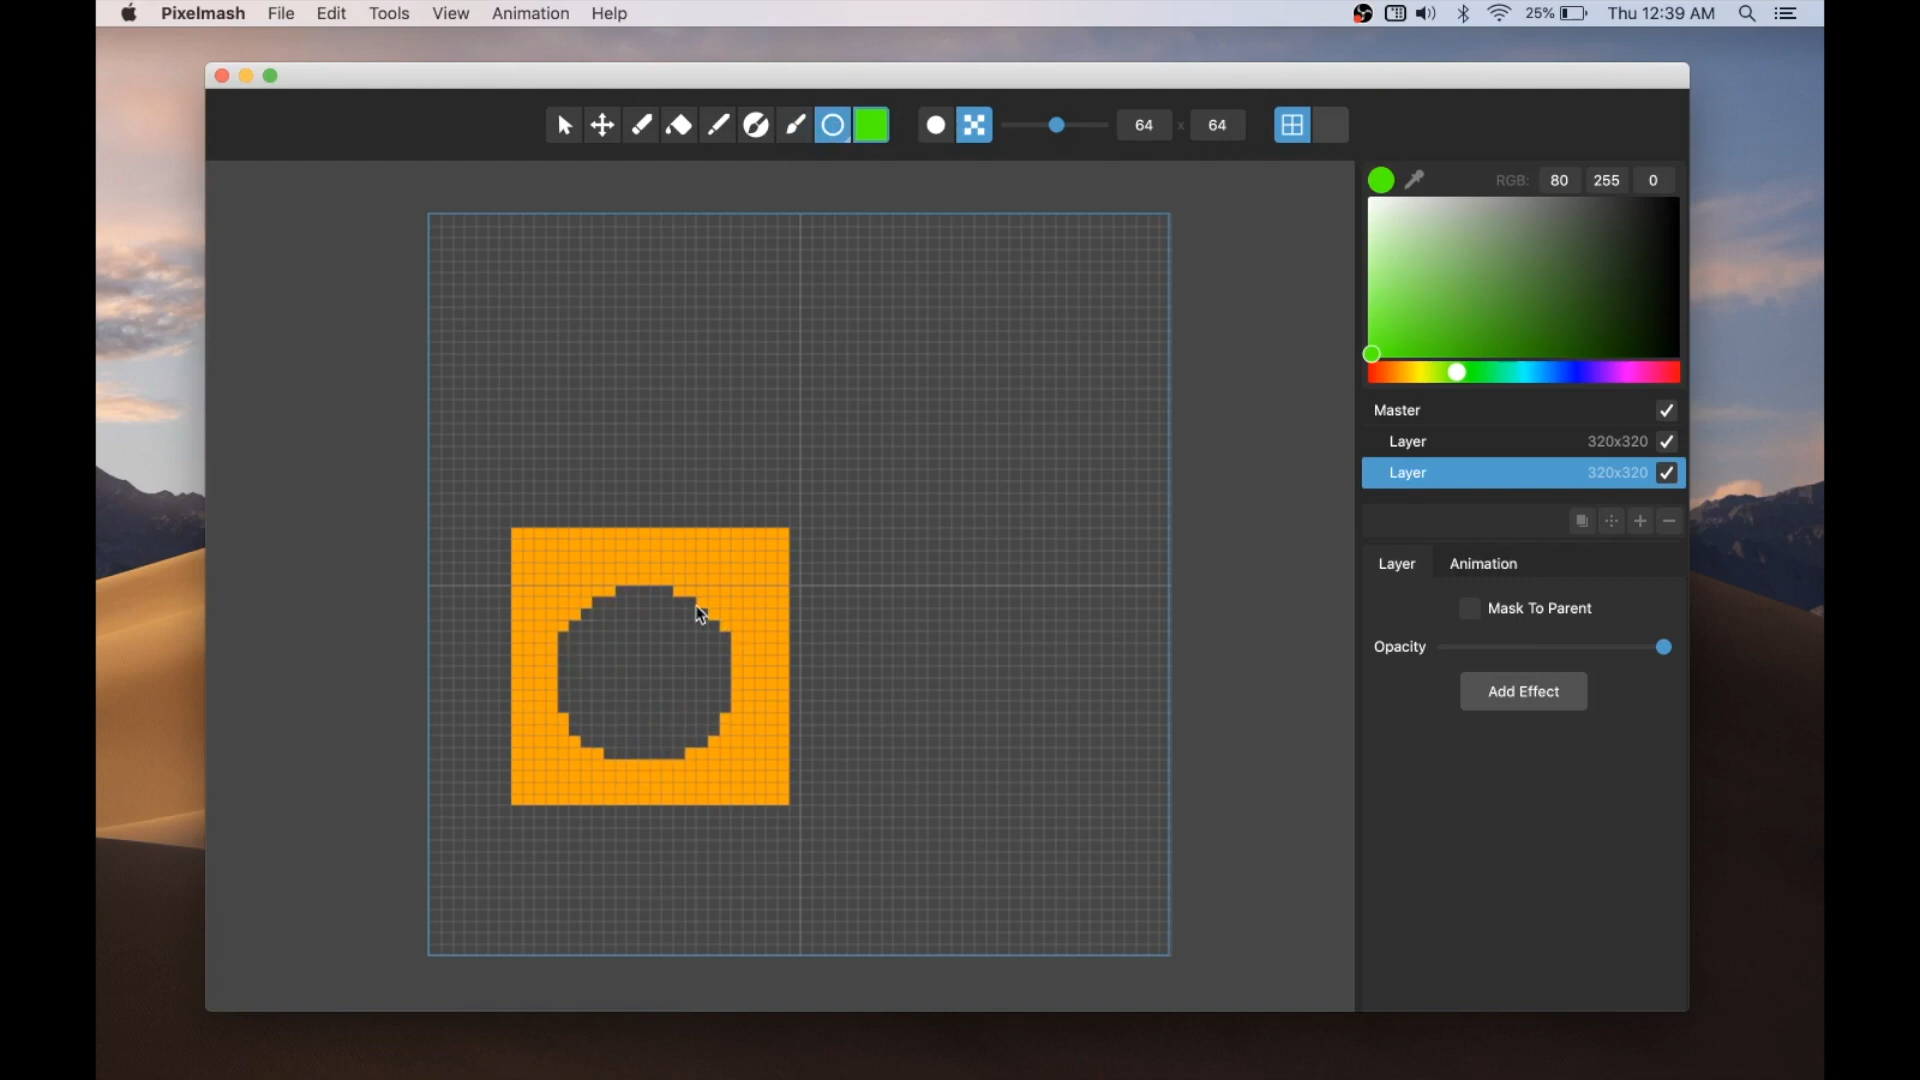 Pixelmash File Edit Tools View Animation Help 25% Thu 12:39 AM
64 x 64
RGB: 80 255 0
Master
Layer 320x320
Layer 320x320
Layer Animation
Mask To Parent
Opacity
Add Effect